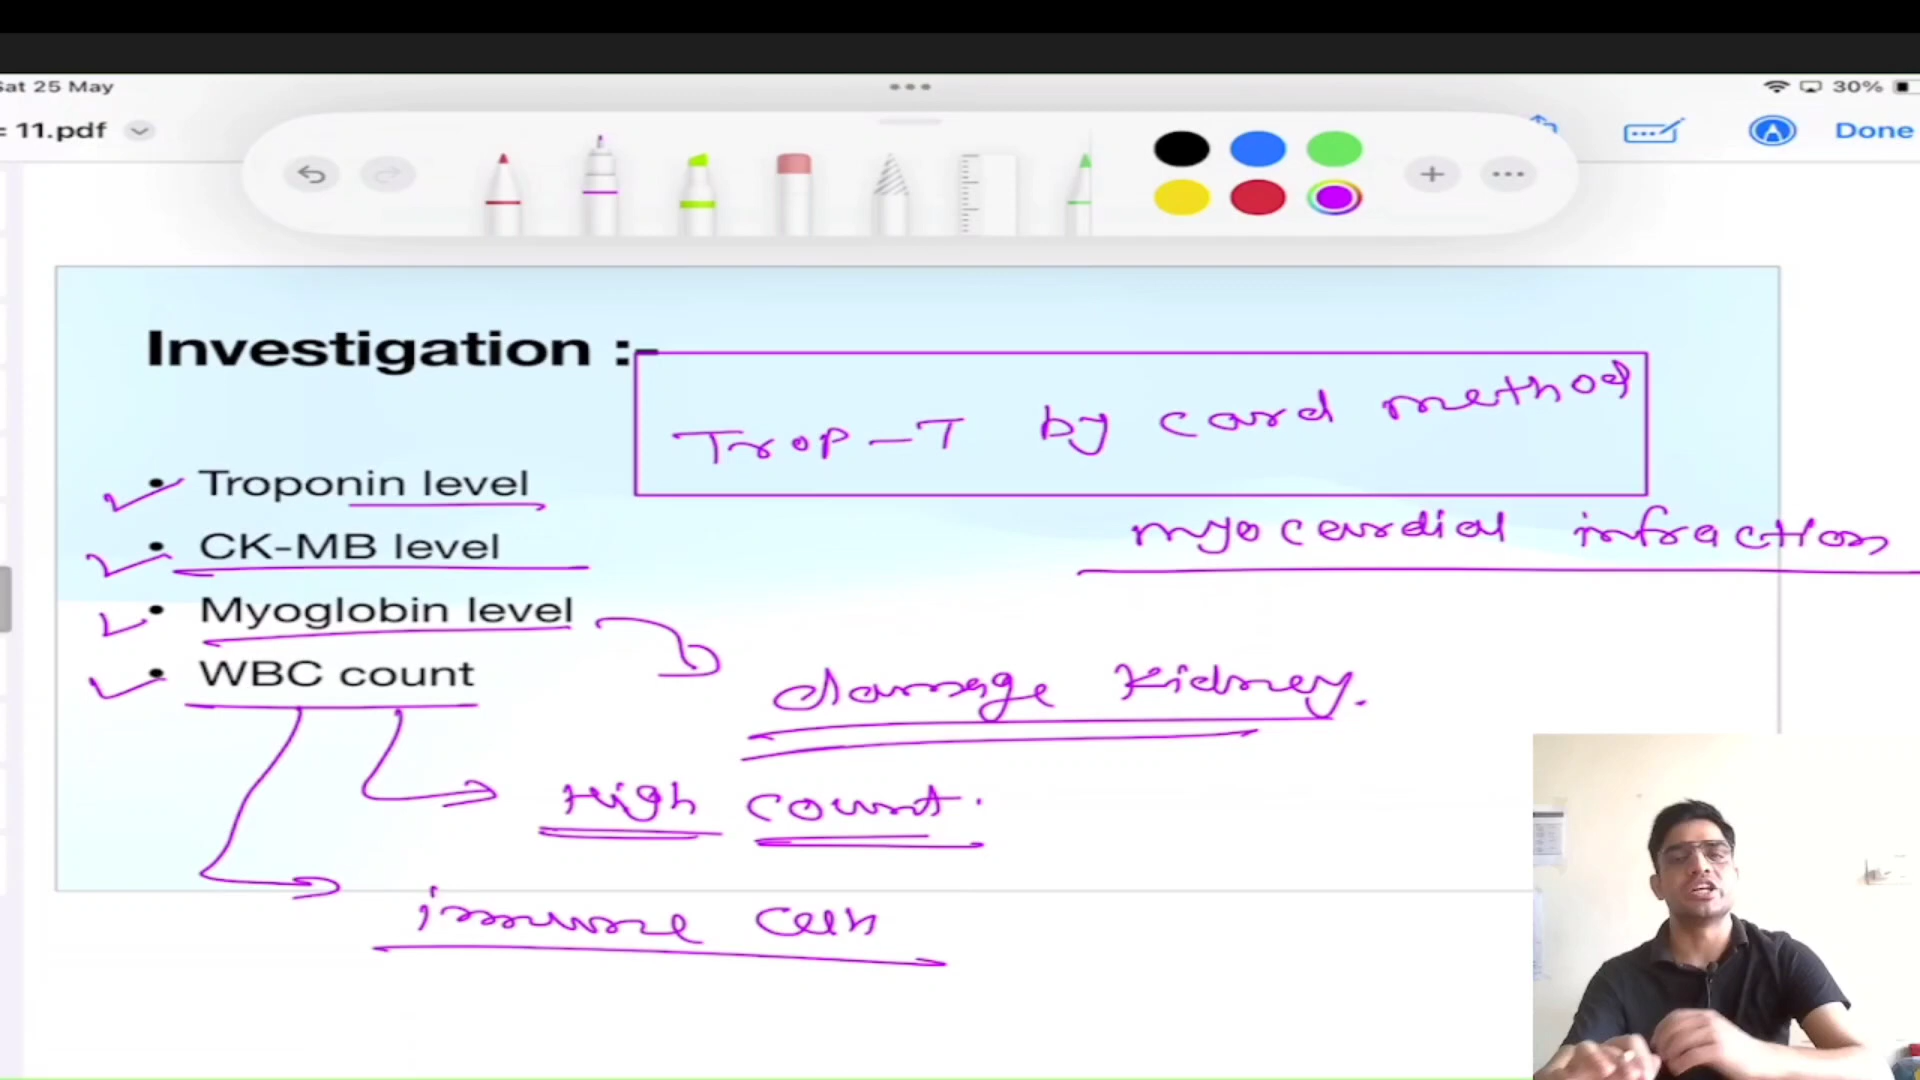 Sat 25 May
30%
= 11.pdf
Done
Investigation :-
Trop-T by card method
• Troponin level
myocardial infraction
• CK-MB level
• Myoglobin level
• WBC count
damage Kidney.
High count.
immune cells